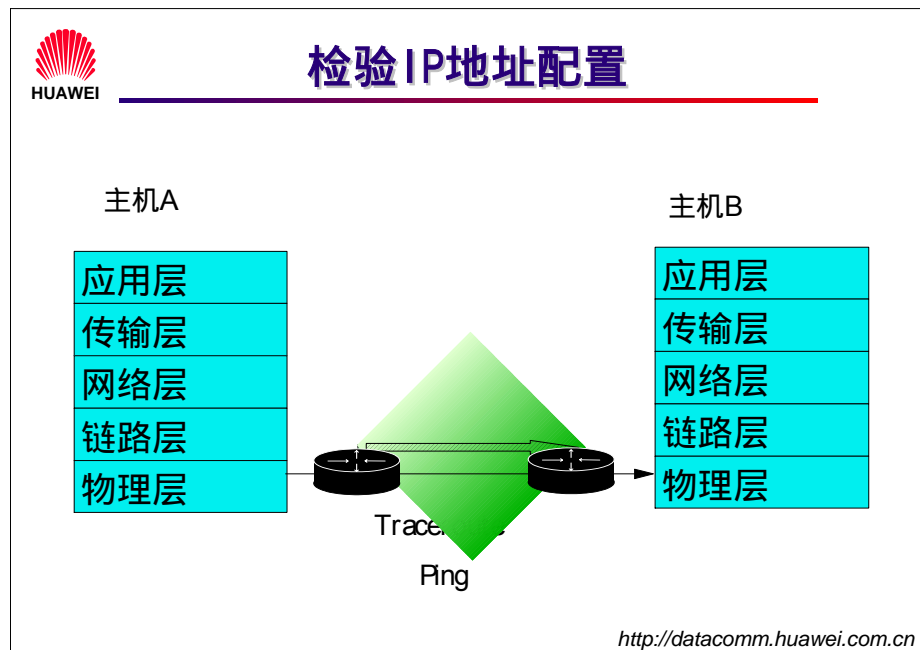 HUAWEI
检验IP地址配置
主机A
主机B
应用层
传输层
网络层
链路层
物理层
应用层
传输层
网络层
链路层
物理层
Ping
http://datacomm.huawei.com.cn